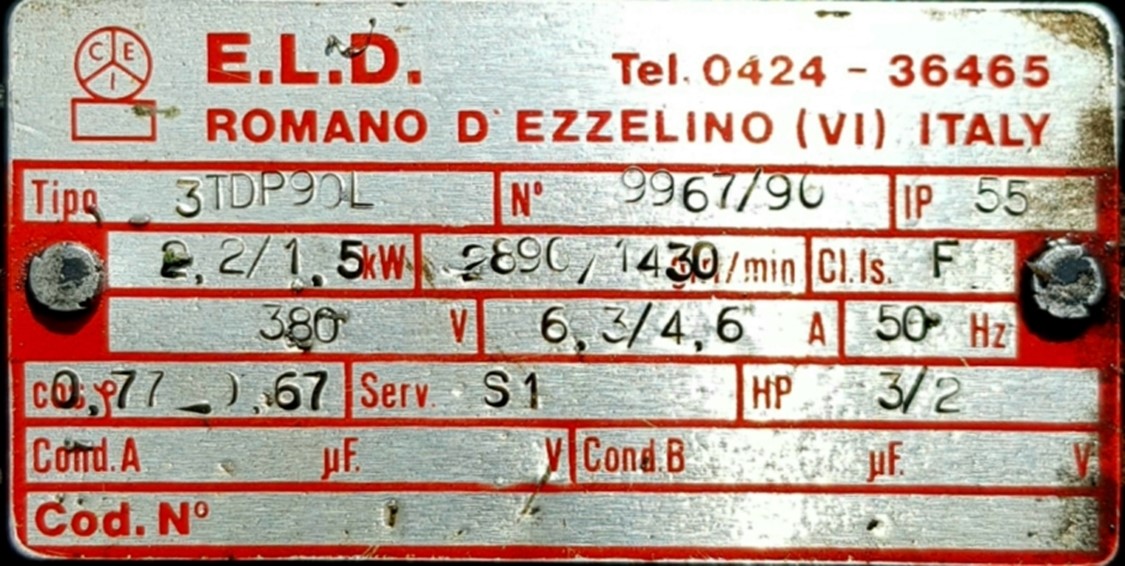 CEI
E.L.D. Tel. 0424 - 36465
ROMANO D'EZZELINO (VI) ITALY
Tipo 3TDP90L N° 9967/90 IP 55
2,2/1,5 kW 2890/1430 giri/min Cl.Is. F
380 V 6,3/4,6 A 50 Hz
cos φ 0,77 0,67 Serv. S1 HP 3/2
Cond.A µF. V Cond.B µF. V
Cod. N°